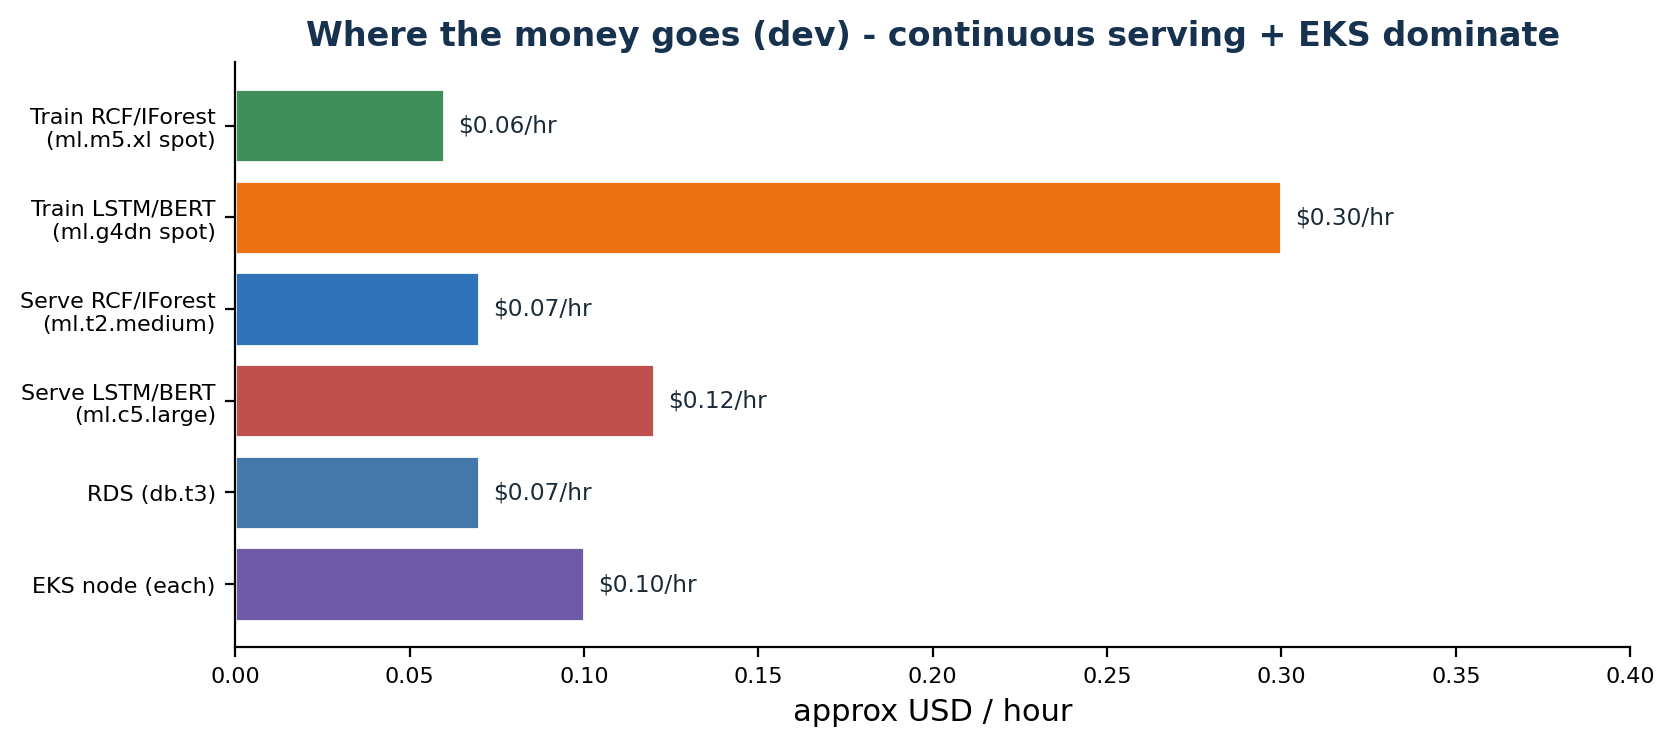 Where the money goes (dev) - continuous serving + EKS dominate
Train RCF/IForest
(ml.m5.xl spot)
$0.06/hr
Train LSTM/BERT
(ml.g4dn spot)
$0.30/hr
Serve RCF/IForest
(ml.t2.medium)
$0.07/hr
Serve LSTM/BERT
(ml.c5.large)
$0.12/hr
RDS (db.t3)
$0.07/hr
EKS node (each)
$0.10/hr
0.00 0.05 0.10 0.15 0.20 0.25 0.30 0.35 0.40
approx USD / hour